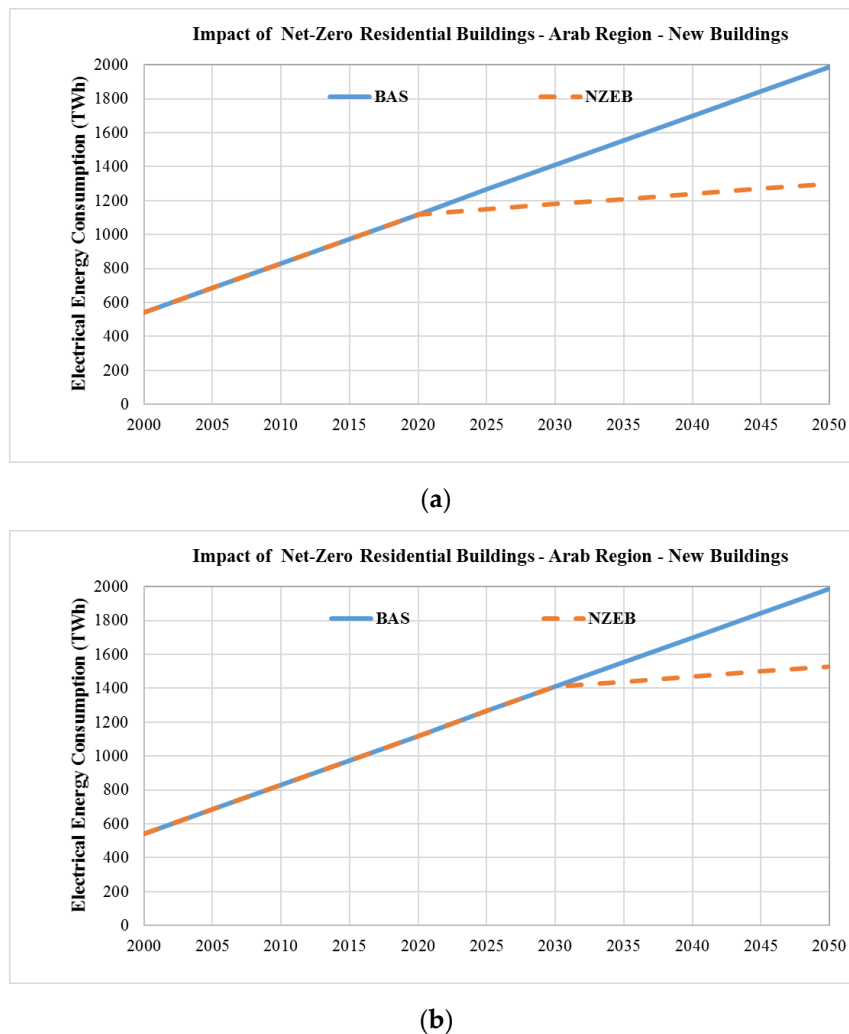 Impact of Net-Zero Residential Buildings - Arab Region - New Buildings
Electrical Energy Consumption (TWh)
2000
1800
1600
1400
1200
1000
800
600
400
200
0
BAS NZEB
2000 2005 2010 2015 2020 2025 2030 2035 2040 2045 2050
(a)
Impact of Net-Zero Residential Buildings - Arab Region - New Buildings
Electrical Energy Consumption (TWh)
2000
1800
1600
1400
1200
1000
800
600
400
200
0
BAS NZEB
2000 2005 2010 2015 2020 2025 2030 2035 2040 2045 2050
(b)